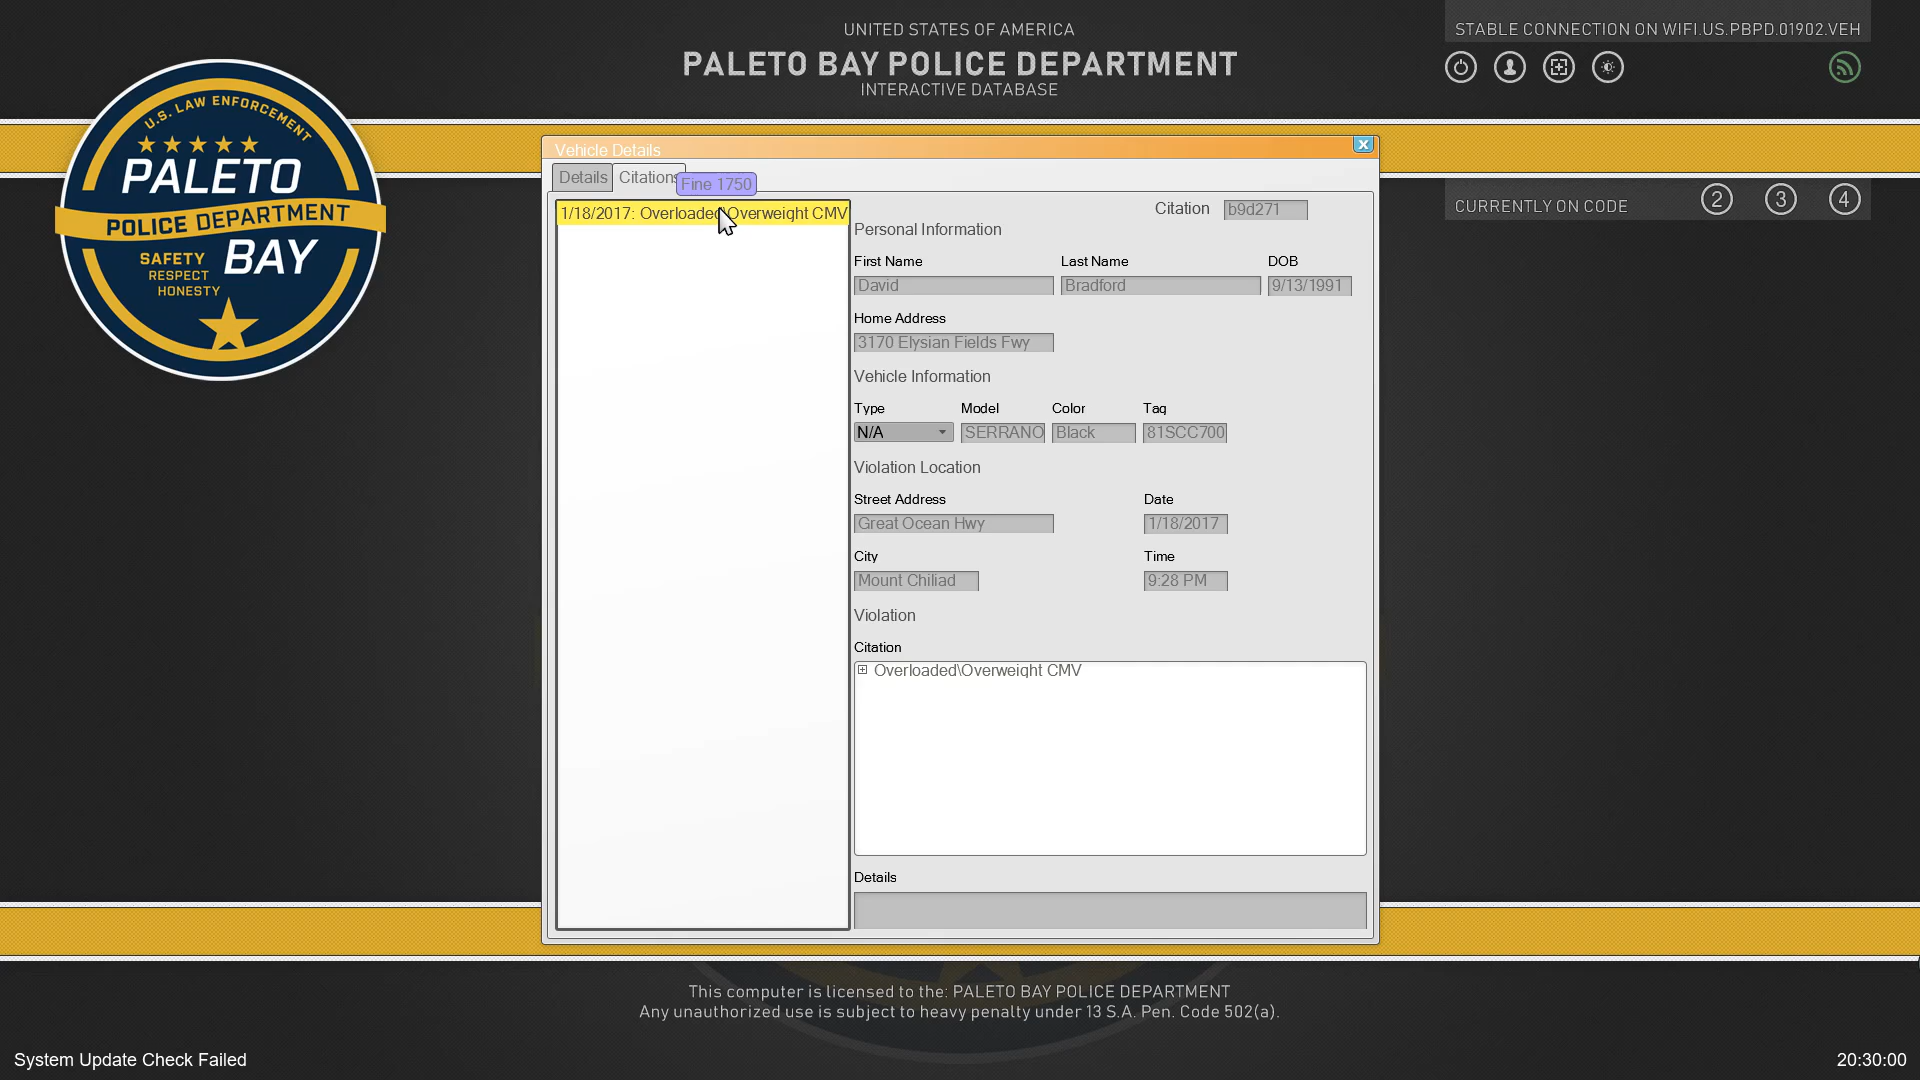 UNITED STATES OF AMERICA
PALETO BAY POLICE DEPARTMENT
INTERACTIVE DATABASE
STABLE CONNECTION ON WIFI.US.PBPD.01902.VEH
U.S. LAW ENFORCEMENT
PALETO
POLICE DEPARTMENT
BAY
SAFETY
RESPECT
HONESTY
CURRENTLY ON CODE
2 3 4
Vehicle Details
x
Details Citations
Fine 1750
1/18/2017: Overloaded\Overweight CMV
Citation b9d271
Personal Information
First Name Last Name DOB
David Bradford 9/13/1991
Home Address
3170 Elysian Fields Fwy
Vehicle Information
Type Model Color Tag
N/A SERRANO Black 81SCC700
Violation Location
Street Address Date
Great Ocean Hwy 1/18/2017
City Time
Mount Chiliad 9:28 PM
Violation
Citation
Overloaded\Overweight CMV
Details
This computer is licensed to the: PALETO BAY POLICE DEPARTMENT
Any unauthorized use is subject to heavy penalty under 13 S.A. Pen. Code 502(a).
System Update Check Failed
20:30:00